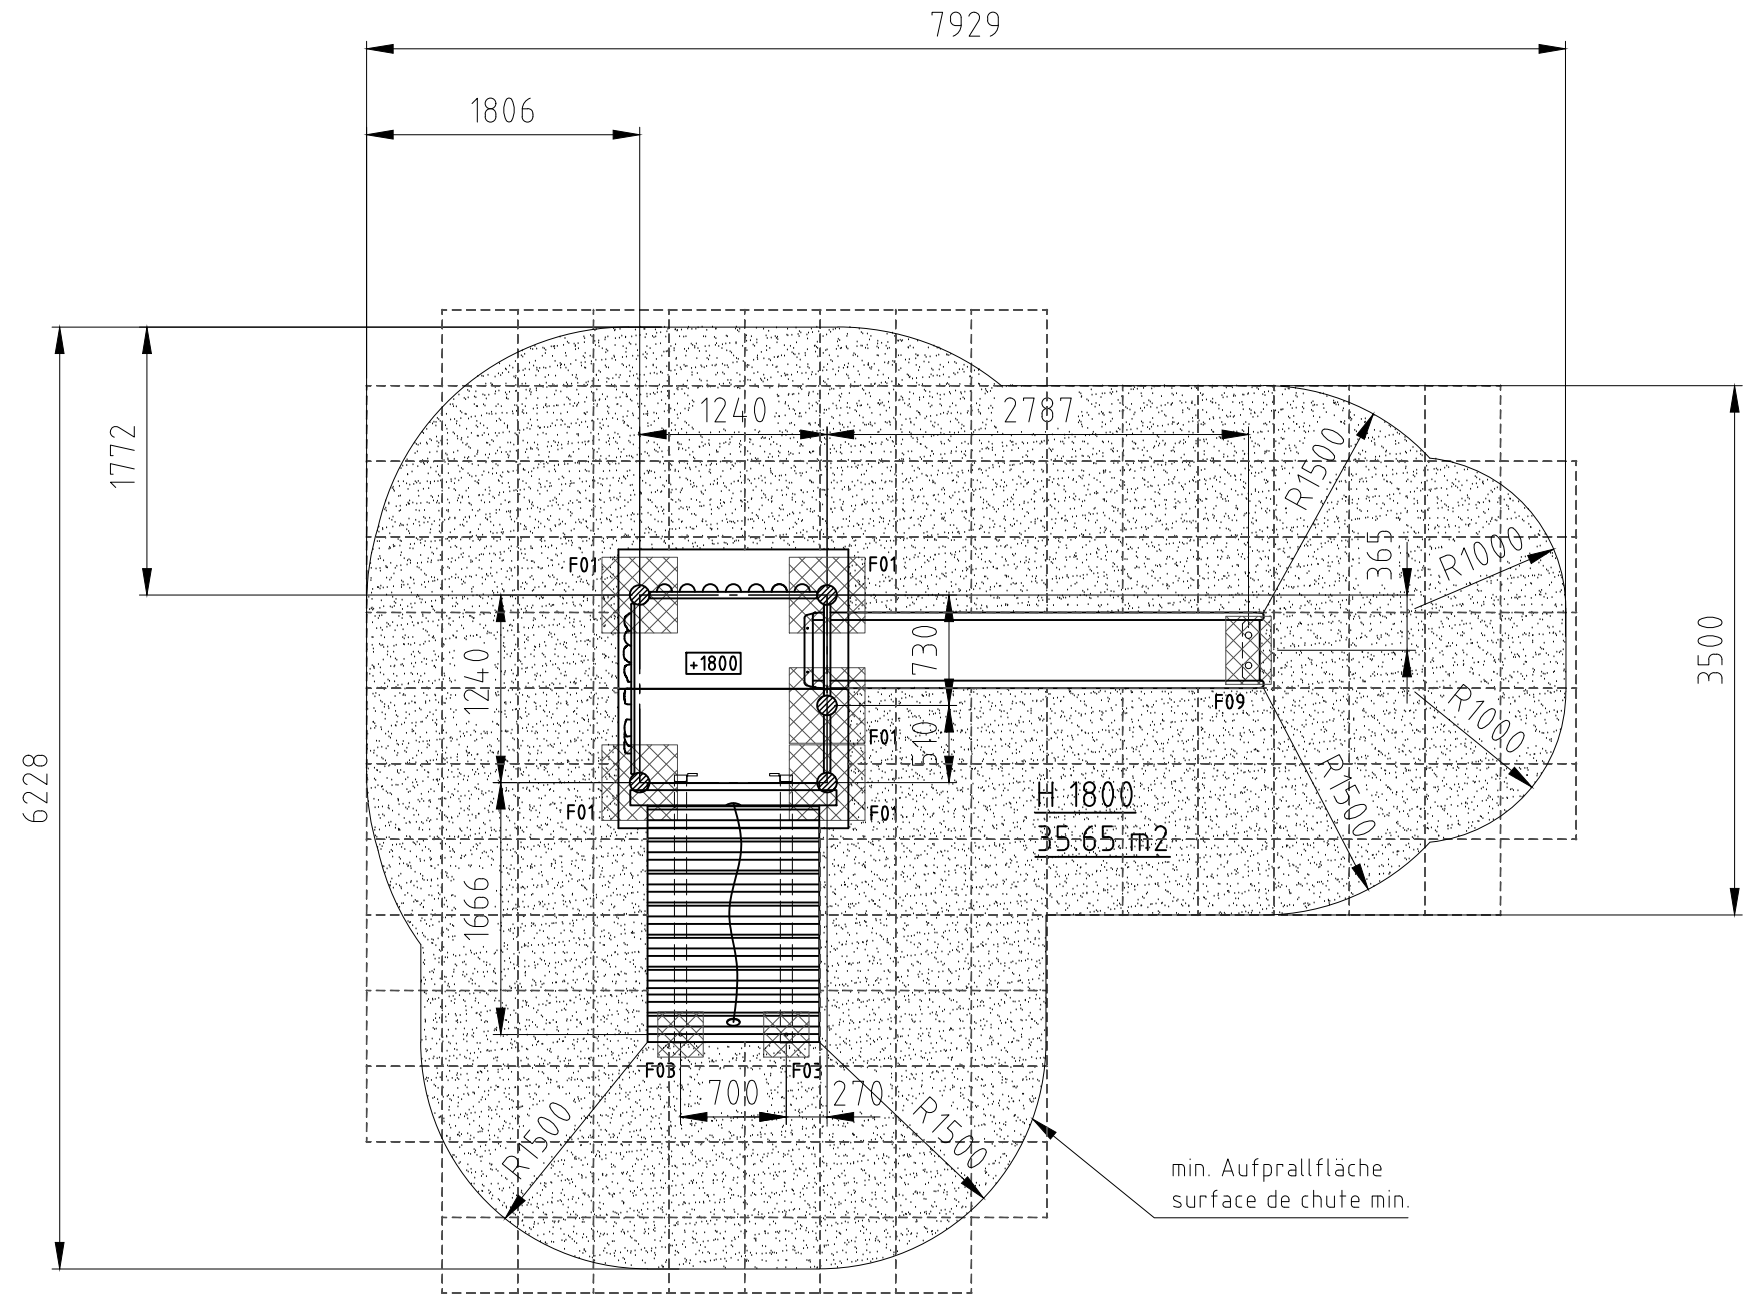 7929
1806
1240
2787
1772
R1500
365
R1000
F01
F01
730
+1800
1240
3500
F09
R1000
510
F01
6228
R1500
H 1800
F01
F01
35.65 m2
1666
F03
F03
700
270
R1500
R1500
min. Aufprallfläche
surface de chute min.